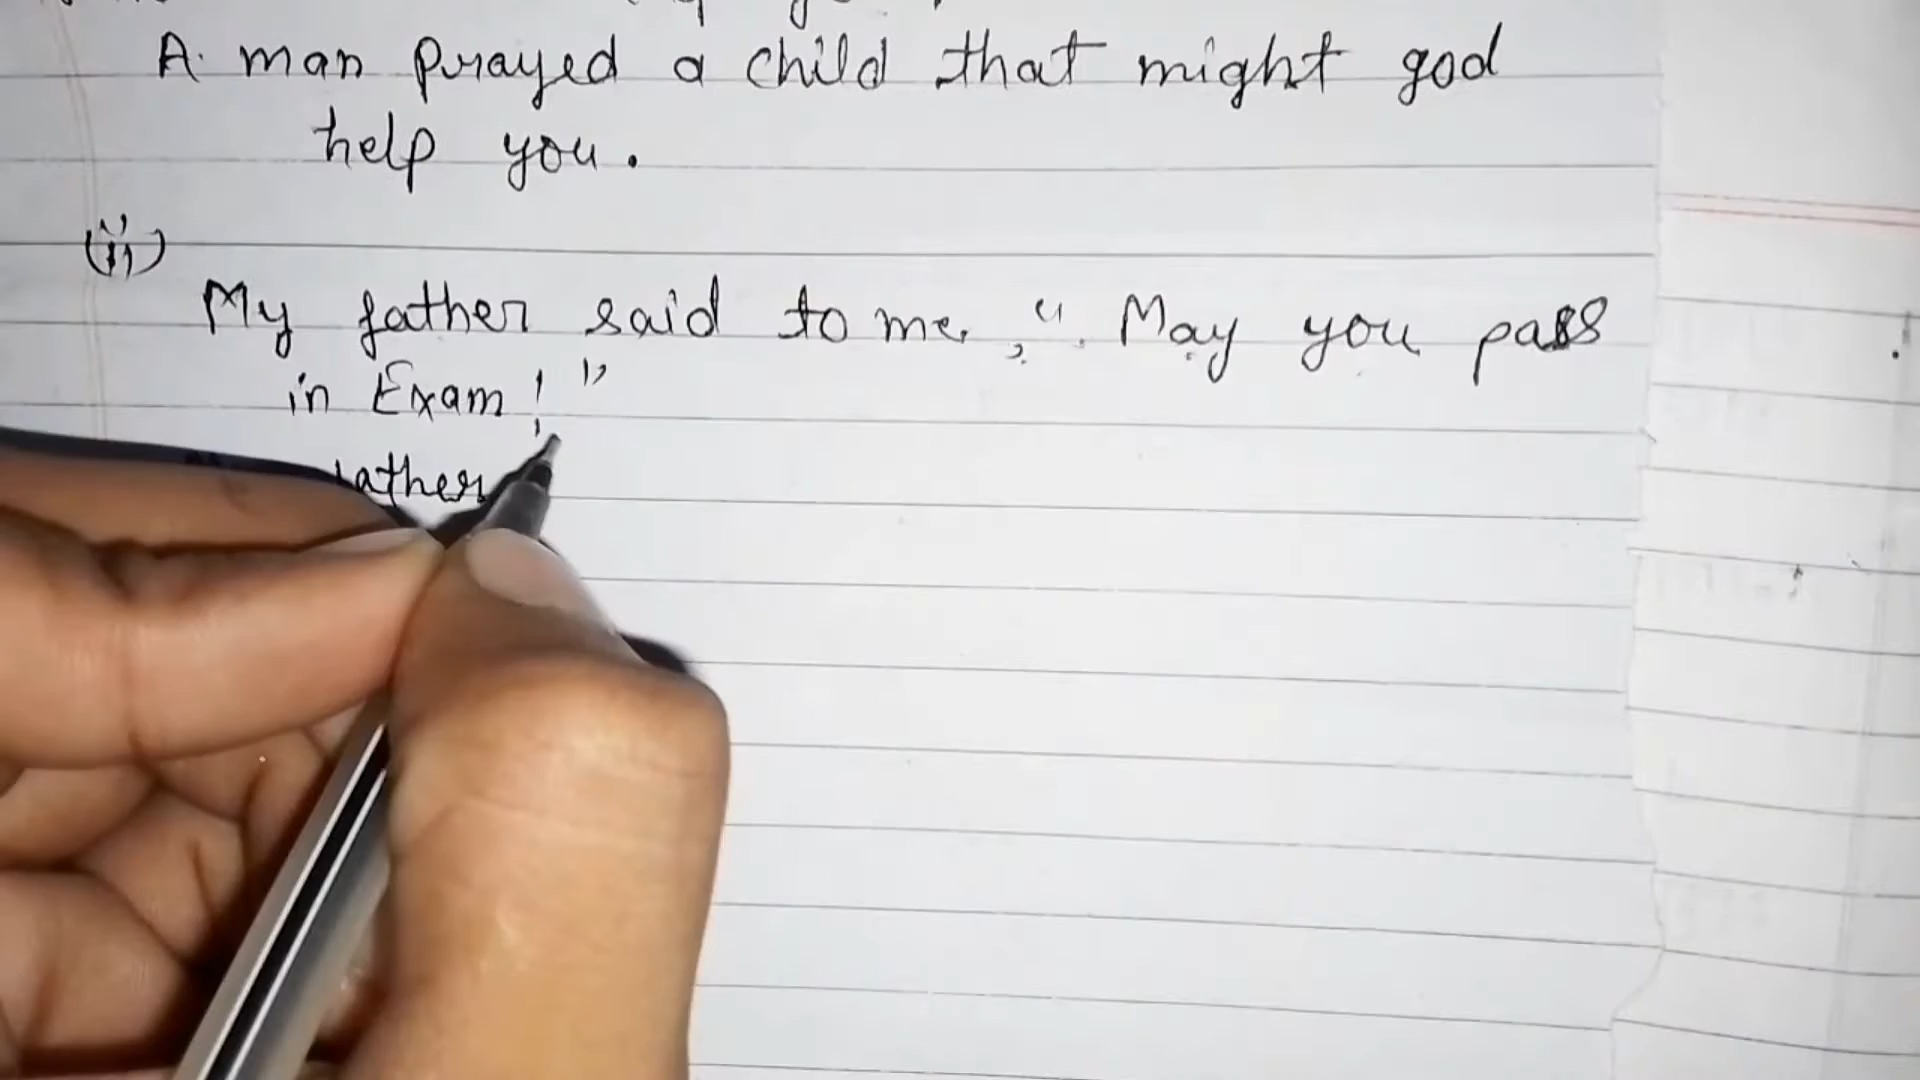 A. man prayed a child that might god
help you.
(ii)
My father said to me, " May you pass
in Exam! "
father